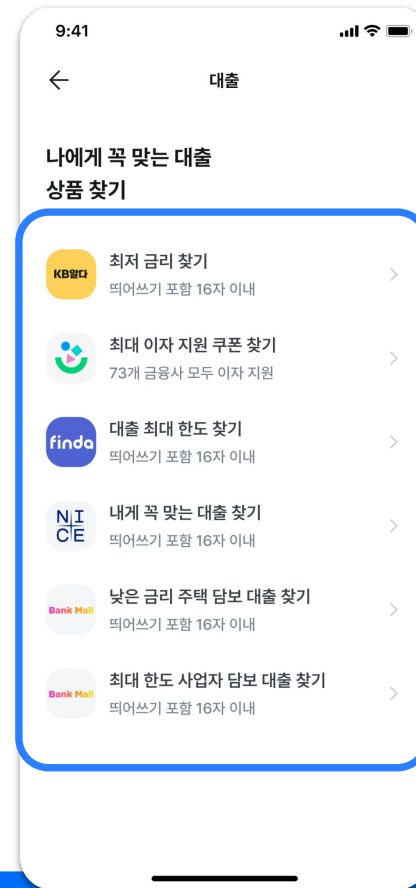 9:41
대출
나에게 꼭 맞는 대출
상품 찾기
KB알다
최저 금리 찾기
띄어쓰기 포함 16자 이내
최대 이자 지원 쿠폰 찾기
73개 금융사 모두 이자 지원
finda
대출 최대 한도 찾기
띄어쓰기 포함 16자 이내
NICE
내게 꼭 맞는 대출 찾기
띄어쓰기 포함 16자 이내
Bank Mall
낮은 금리 주택 담보 대출 찾기
띄어쓰기 포함 16자 이내
Bank Mall
최대 한도 사업자 담보 대출 찾기
띄어쓰기 포함 16자 이내